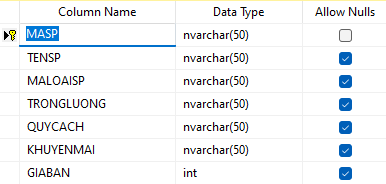 Column Name Data Type Allow Nulls
MASP nvarchar(50)
TENSP nvarchar(50)
MALOAISP nvarchar(50)
TRONGLUONG nvarchar(50)
QUYCACH nvarchar(50)
KHUYENMAI nvarchar(50)
GIABAN int